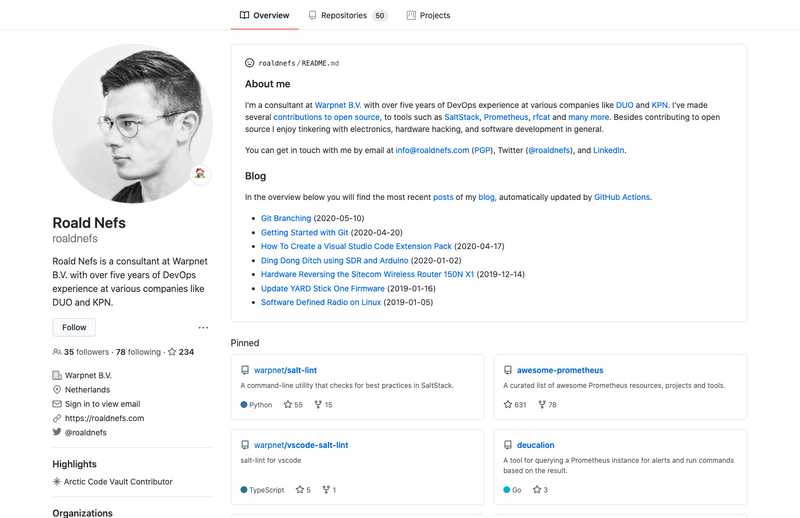 Overview
Repositories 50
Projects
Roald Nefs
roaldnefs
Roald Nefs is a consultant at Warpnet
B.V. with over five years of DevOps
experience at various companies like
DUO and KPN.
Follow
35 followers · 78 following · 234
Warpnet B.V.
Netherlands
Sign in to view email
https://roaldnefs.com
@roaldnefs
Highlights
Arctic Code Vault Contributor
Organizations
roaldnefs / README.md
About me
I'm a consultant at Warpnet B.V. with over five years of DevOps experience at various companies like DUO and KPN. I've made
several contributions to open source, to tools such as SaltStack, Prometheus, rfcat and many more. Besides contributing to open
source I enjoy tinkering with electronics, hardware hacking, and software development in general.
You can get in touch with me by email at info@roaldnefs.com (PGP), Twitter (@roaldnefs), and LinkedIn.
Blog
In the overview below you will find the most recent posts of my blog, automatically updated by GitHub Actions.
• Git Branching (2020-05-10)
• Getting Started with Git (2020-04-20)
• How To Create a Visual Studio Code Extension Pack (2020-04-17)
• Ding Dong Ditch using SDR and Arduino (2020-01-02)
• Hardware Reversing the Sitecom Wireless Router 150N X1 (2019-12-14)
• Update YARD Stick One Firmware (2019-01-16)
• Software Defined Radio on Linux (2019-01-05)
Pinned
warpnet/salt-lint
A command-line utility that checks for best practices in SaltStack.
Python 55 15
awesome-prometheus
A curated list of awesome Prometheus resources, projects and tools.
631 78
warpnet/vscode-salt-lint
salt-lint for vscode
TypeScript 5 1
deucalion
A tool for querying a Prometheus instance for alerts and run commands
based on the result.
Go 3